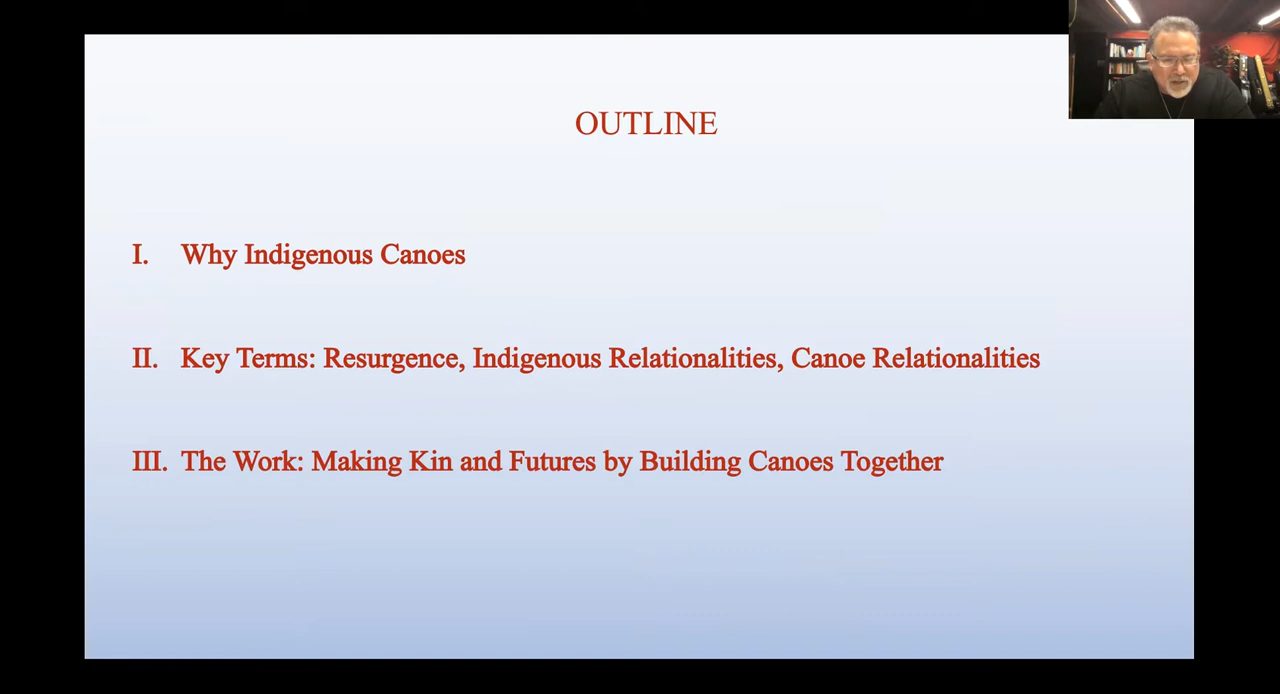 OUTLINE
I. Why Indigenous Canoes
II. Key Terms: Resurgence, Indigenous Relationalities, Canoe Relationalities
III. The Work: Making Kin and Futures by Building Canoes Together